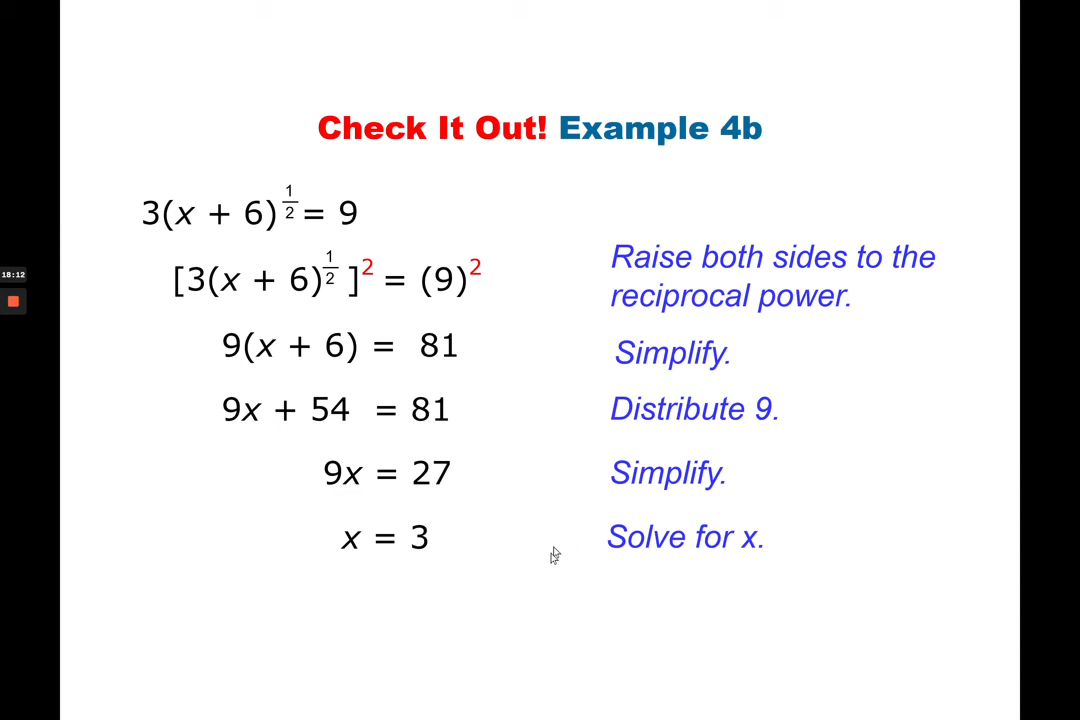 Check It Out! Example 4b
3(x + 6)^(1/2) = 9
18:12
[3(x + 6)^(1/2) ]^2 = (9)^2
Raise both sides to the
reciprocal power.
9(x + 6) = 81
Simplify.
9x + 54 = 81
Distribute 9.
9x = 27
Simplify.
x = 3
Solve for x.